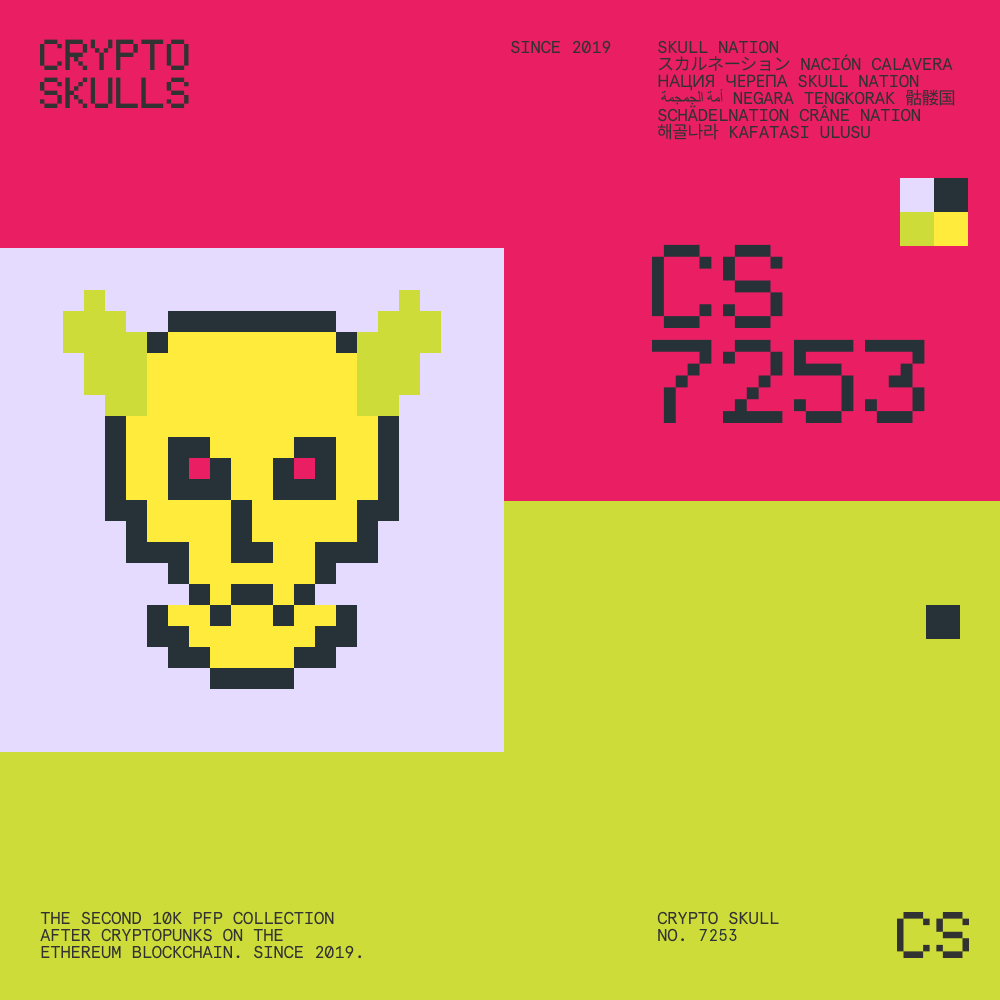 CRYPTO
SKULLS
SINCE 2019
SKULL NATION
スカルネーション NACIÓN CALAVERA
НАЦИЯ ЧЕРЕПА SKULL NATION
أمة الجمجمة NEGARA TENGKORAK 骷髅国
SCHÄDELNATION CRÂNE NATION
해골나라 KAFATASI ULUSU
CS
7253
THE SECOND 10K PFP COLLECTION
AFTER CRYPTOPUNKS ON THE
ETHEREUM BLOCKCHAIN. SINCE 2019.
CRYPTO SKULL
NO. 7253
CS